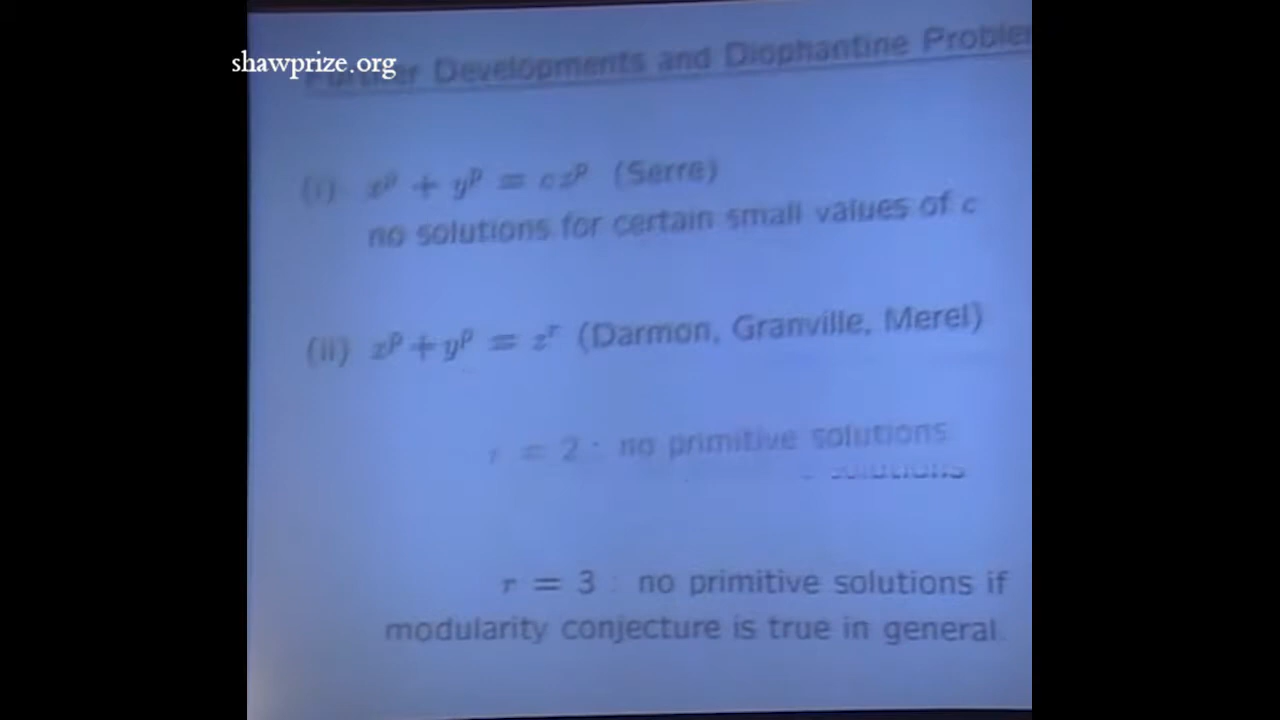 shawprize.org
Developments and Diophantine
(i) x^p + y^p = cz^p (Serre)
no solutions for certain small values of c
(ii) x^p + y^p = z^r (Darmon, Granville, Merel)
r = 2 : no primitive solutions
solutions
r = 3 : no primitive solutions if
modularity conjecture is true in general.